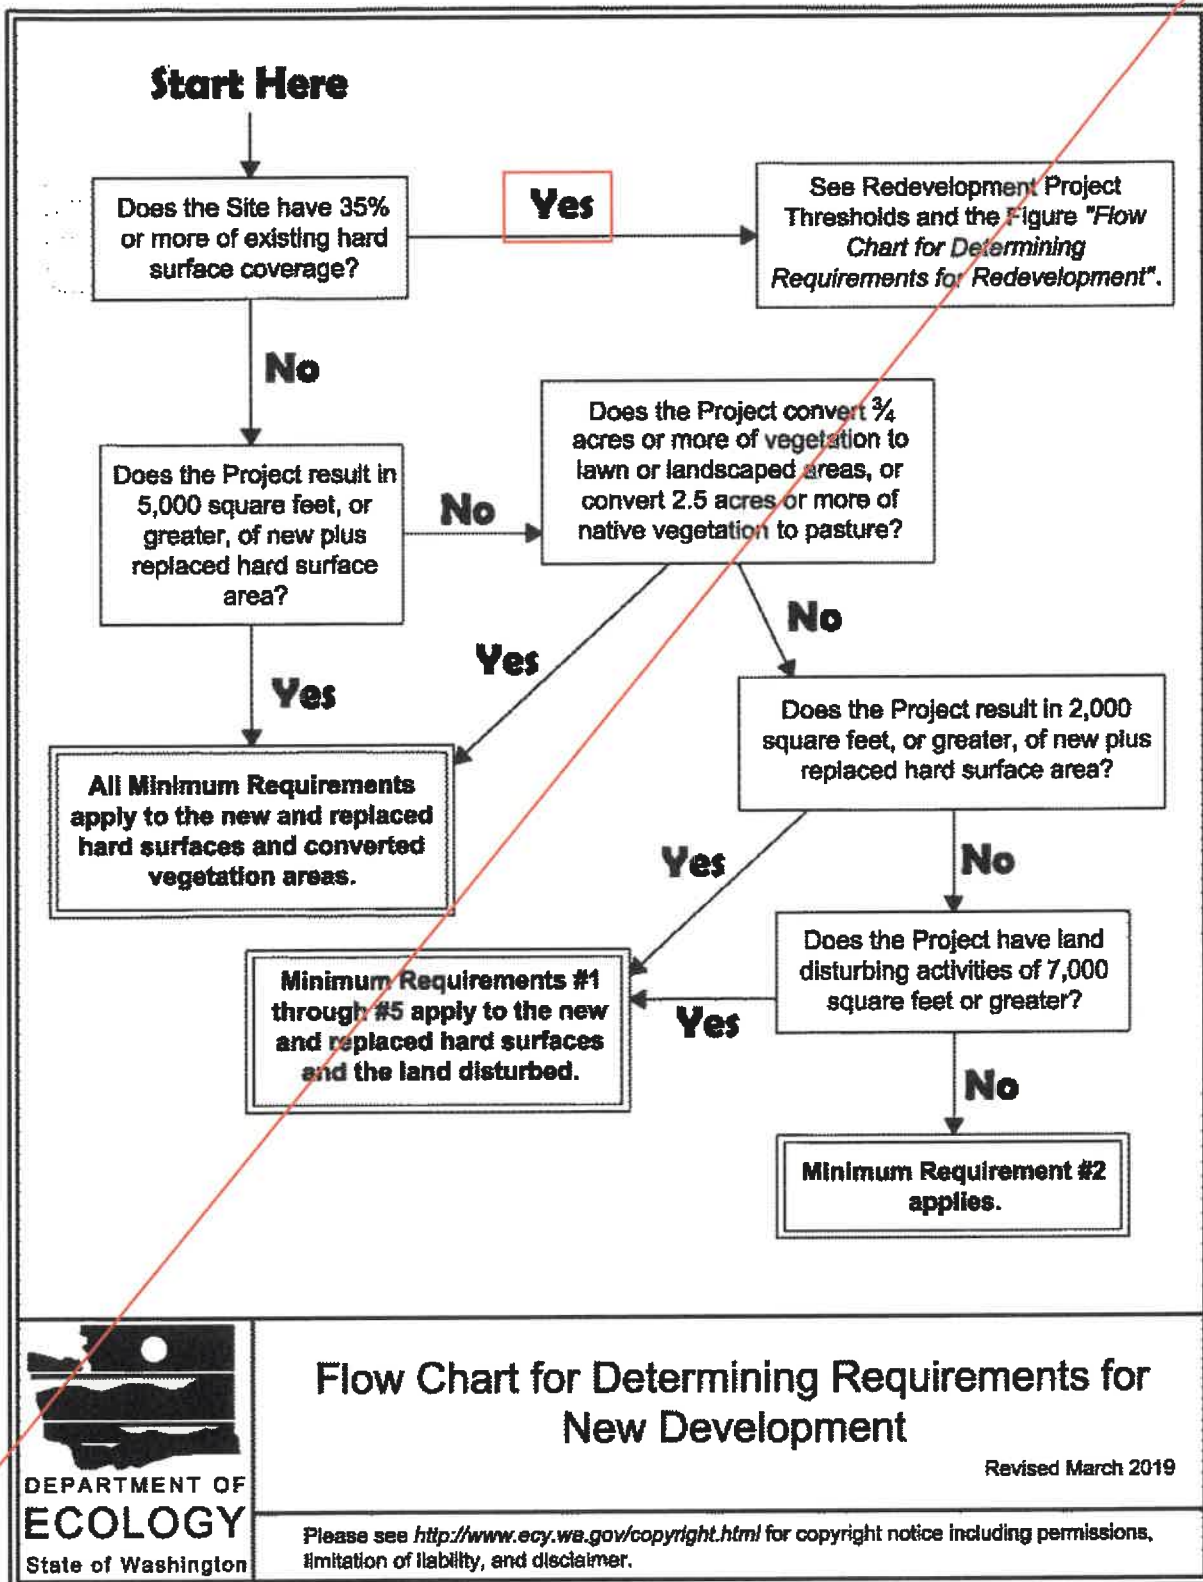 Start Here
Does the Site have 35%
or more of existing hard
surface coverage?
Yes
See Redevelopment Project
Thresholds and the Figure "Flow
Chart for Determining
Requirements for Redevelopment".
No
Does the Project result in
5,000 square feet, or
greater, of new plus
replaced hard surface
area?
No
Does the Project convert ¾
acres or more of vegetation to
lawn or landscaped areas, or
convert 2.5 acres or more of
native vegetation to pasture?
Yes
Yes
No
All Minimum Requirements
apply to the new and replaced
hard surfaces and converted
vegetation areas.
Does the Project result in 2,000
square feet, or greater, of new plus
replaced hard surface area?
Yes
No
Minimum Requirements #1
through #5 apply to the new
and replaced hard surfaces
and the land disturbed.
Yes
Does the Project have land
disturbing activities of 7,000
square feet or greater?
No
Minimum Requirement #2
applies.
DEPARTMENT OF
ECOLOGY
State of Washington
Flow Chart for Determining Requirements for
New Development
Revised March 2019
Please see http://www.ecy.wa.gov/copyright.html for copyright notice including permissions,
limitation of liability, and disclaimer.